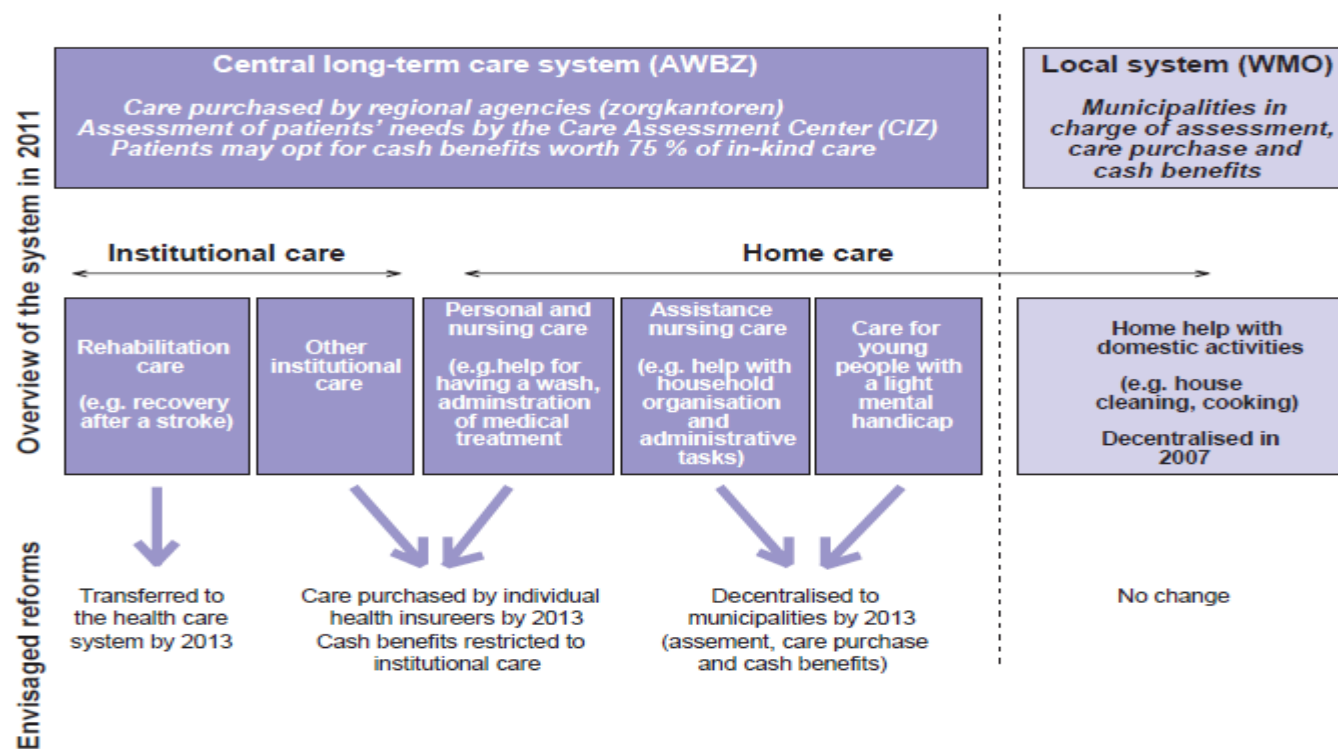 Overview of the system in 2011
Central long-term care system (AWBZ)
Care purchased by regional agencies (zorgkantoren)
Assessment of patients' needs by the Care Assessment Center (CIZ)
Patients may opt for cash benefits worth 75 % of in-kind care
Local system (WMO)
Municipalities in
charge of assessment,
care purchase and
cash benefits
Institutional care
Home care
Rehabilitation
care
(e.g. recovery
after a stroke)
Other
institutional
care
Personal and
nursing care
(e.g.help for
having a wash,
adminstration
of medical
treatment
Assistance
nursing care
(e.g. help with
household
organisation
and
administrative
tasks)
Care for
young
people with
a light
mental
handicap
Home help with
domestic activities
(e.g. house
cleaning, cooking)
Decentralised in
2007
Envisaged reforms
Transferred to
the health care
system by 2013
Care purchased by individual
health insureers by 2013
Cash benefits restricted to
institutional care
Decentralised to
municipalities by 2013
(assement, care purchase
and cash benefits)
No change